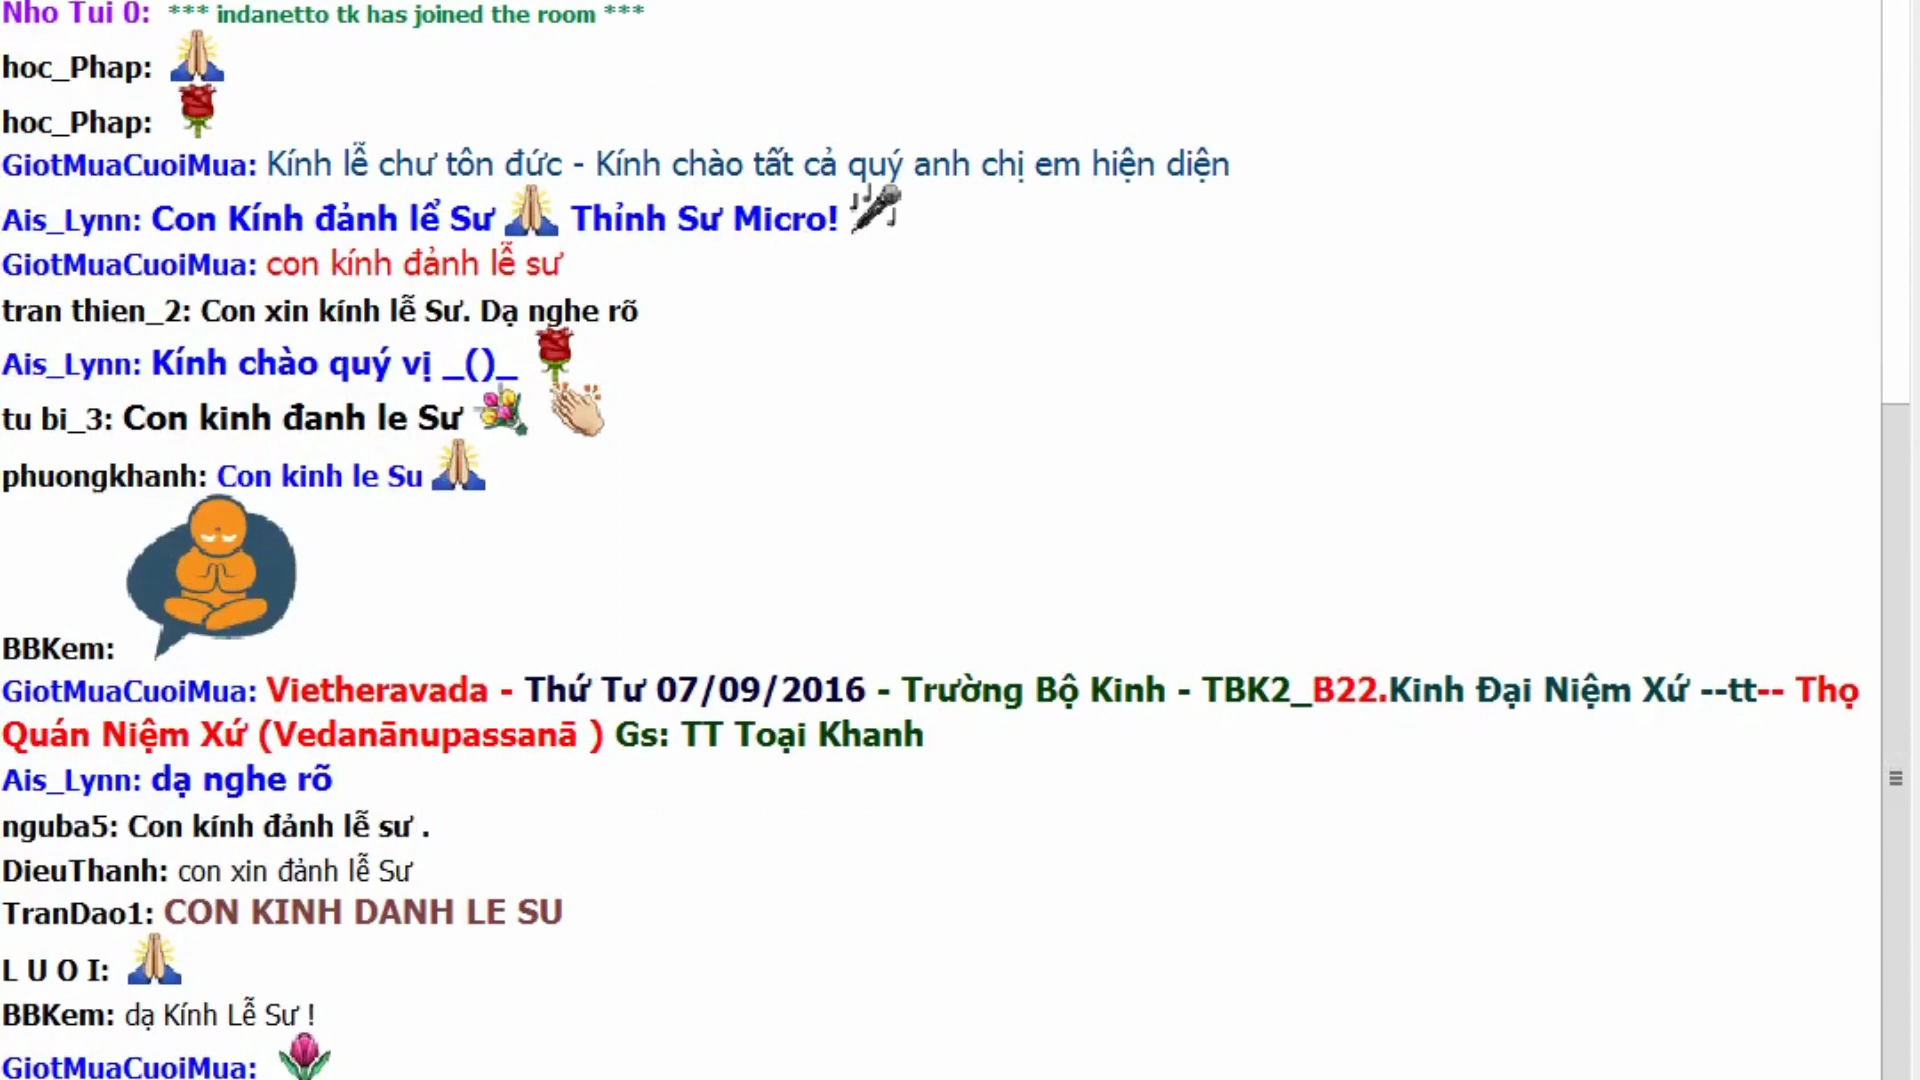 Nho Tui 0: *** indanetto tk has joined the room ***
hoc_Phap:
hoc_Phap:
GiotMuaCuoiMua: Kính lễ chư tôn đức - Kính chào tất cả quý anh chị em hiện diện
Ais_Lynn: Con Kính đảnh lể Sư Thỉnh Sư Micro!
GiotMuaCuoiMua: con kính đảnh lễ sư
tran thien_2: Con xin kính lễ Sư. Dạ nghe rõ
Ais_Lynn: Kính chào quý vị _()_
tu bi_3: Con kinh đanh le Sư
phuongkhanh: Con kinh le Su
BBKem:
GiotMuaCuoiMua: Vietheravada - Thứ Tư 07/09/2016 - Trường Bộ Kinh - TBK2_B22.Kinh Đại Niệm Xứ --tt-- Thọ
Quán Niệm Xứ (Vedanānupassanā ) Gs: TT Toại Khanh
Ais_Lynn: dạ nghe rõ
nguba5: Con kính đảnh lễ sư .
DieuThanh: con xin đảnh lễ Sư
TranDao1: CON KINH DANH LE SU
L U O I:
BBKem: dạ Kính Lễ Sư !
GiotMuaCuoiMua: